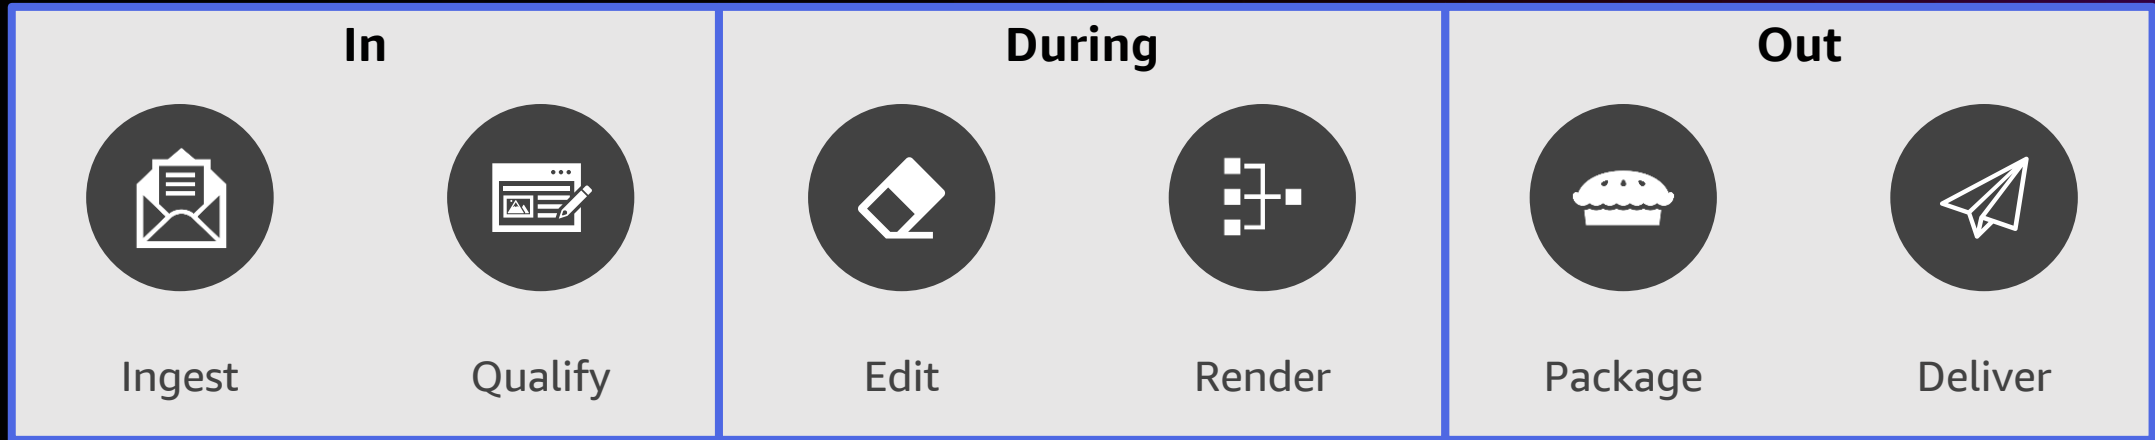 In
During
Out
Ingest
Qualify
Edit
Render
Package
Deliver